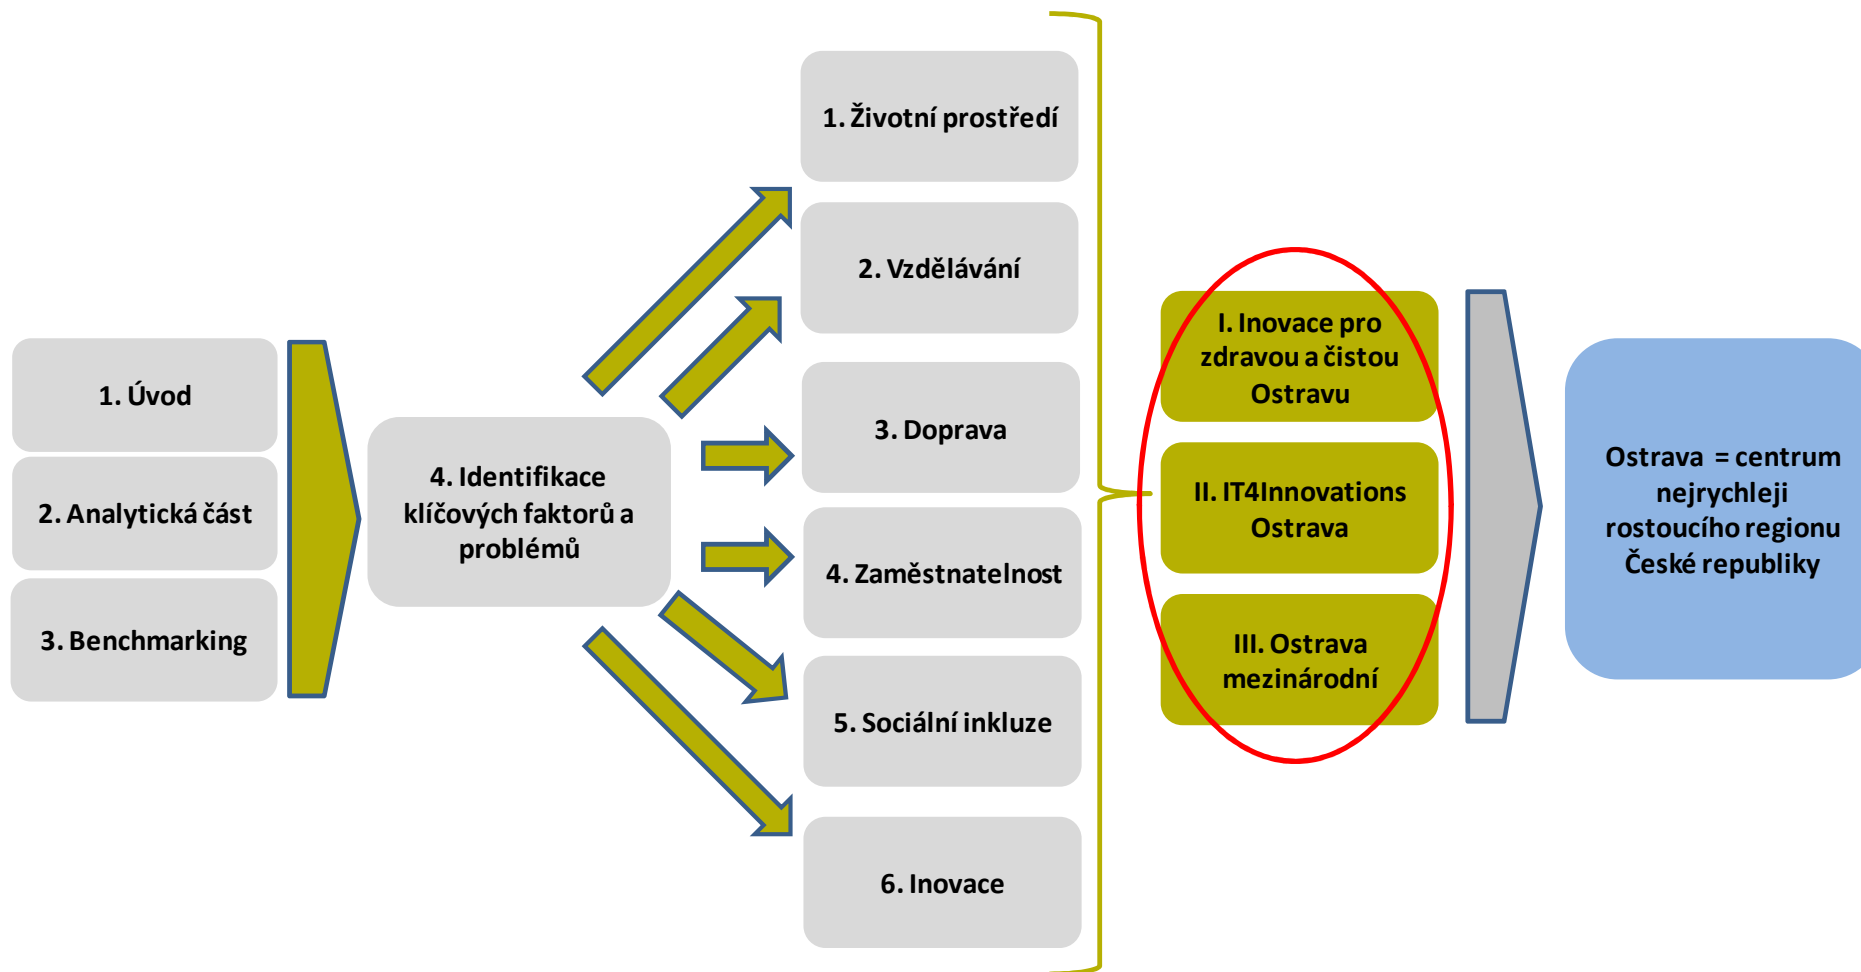 1. Úvod
2. Analytická část
3. Benchmarking
4. Identifikace
klíčových faktorů a
problémů
1. Životní prostředí
2. Vzdělávání
3. Doprava
4. Zaměstnatelnost
5. Sociální inkluze
6. Inovace
I. Inovace pro
zdravou a čistou
Ostravu
II. IT4Innovations
Ostrava
III. Ostrava
mezinárodní
Ostrava = centrum
nejrychleji
rostoucího regionu
České republiky